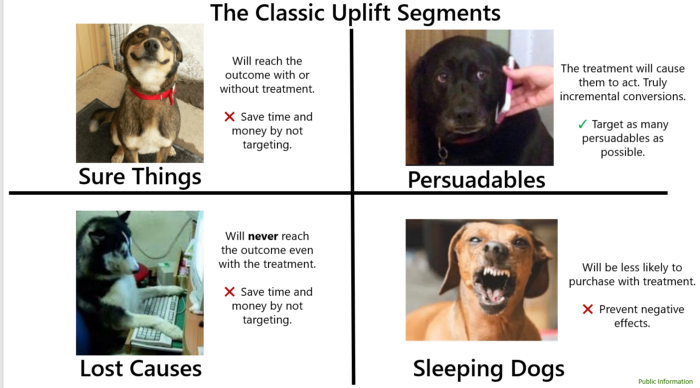 The Classic Uplift Segments
Will reach the
outcome with or
without treatment.
❌ Save time and
money by not
targeting.
Sure Things
The treatment will cause
them to act. Truly
incremental conversions.
✓ Target as many
persuadables as
possible.
Persuadables
Will never reach
the outcome even
with the treatment.
❌ Save time and
money by not
targeting.
Lost Causes
Will be less likely to
purchase with treatment.
❌ Prevent negative
effects.
Sleeping Dogs
Public Information